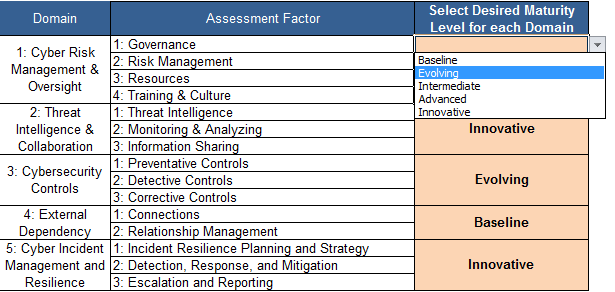 Domain
Assessment Factor
Select Desired Maturity
Level for each Domain
1: Cyber Risk
Management &
Oversight
1: Governance
2: Risk Management
3: Resources
4: Training & Culture
Baseline
Evolving
Intermediate
Advanced
Innovative
2: Threat
Intelligence &
Collaboration
1: Threat Intelligence
2: Monitoring & Analyzing
3: Information Sharing
Innovative
3: Cybersecurity
Controls
1: Preventative Controls
2: Detective Controls
3: Corrective Controls
Evolving
4: External
Dependency
1: Connections
2: Relationship Management
Baseline
5: Cyber Incident
Management and
Resilience
1: Incident Resilience Planning and Strategy
2: Detection, Response, and Mitigation
3: Escalation and Reporting
Innovative